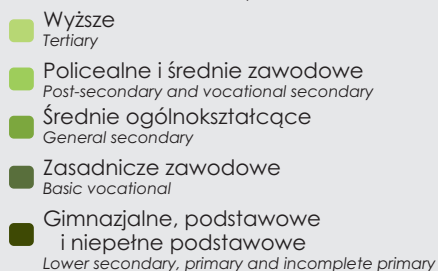 Wyższe
Tertiary
Policealne i średnie zawodowe
Post-secondary and vocational secondary
Średnie ogólnokształcące
General secondary
Zasadnicze zawodowe
Basic vocational
Gimnazjalne, podstawowe
i niepełne podstawowe
Lower secondary, primary and incomplete primary